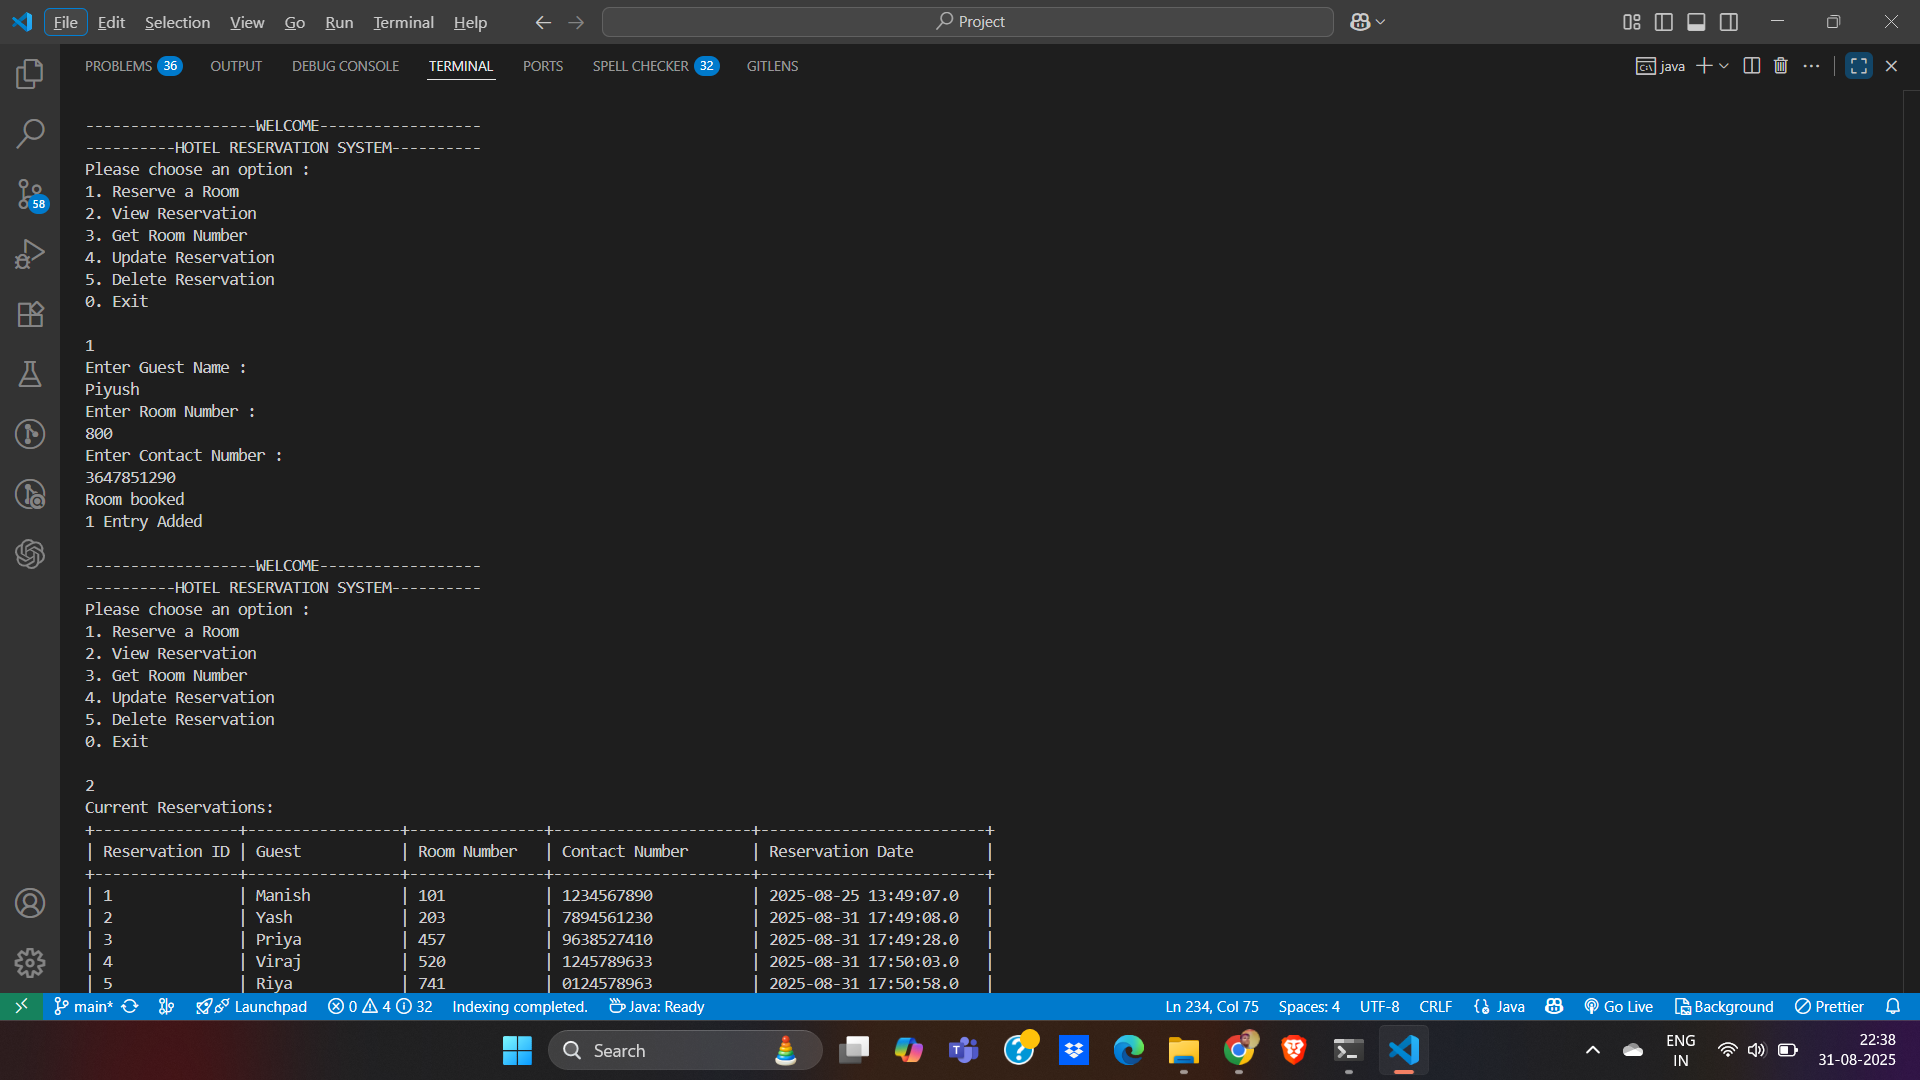 File Edit Selection View Go Run Terminal Help Project
PROBLEMS 36 OUTPUT DEBUG CONSOLE TERMINAL PORTS SPELL CHECKER 32 GITLENS java
-------------------WELCOME------------------
----------HOTEL RESERVATION SYSTEM----------
Please choose an option :
1. Reserve a Room
2. View Reservation
3. Get Room Number
4. Update Reservation
5. Delete Reservation
0. Exit
1
Enter Guest Name :
Piyush
Enter Room Number :
800
Enter Contact Number :
3647851290
Room booked
1 Entry Added
-------------------WELCOME------------------
----------HOTEL RESERVATION SYSTEM----------
Please choose an option :
1. Reserve a Room
2. View Reservation
3. Get Room Number
4. Update Reservation
5. Delete Reservation
0. Exit
2
Current Reservations:
+----------------+-----------------+---------------+----------------------+-------------------------+
| Reservation ID | Guest           | Room Number   | Contact Number       | Reservation Date        |
+----------------+-----------------+---------------+----------------------+-------------------------+
| 1              | Manish          | 101           | 1234567890           | 2025-08-25 13:49:07.0   |
| 2              | Yash            | 203           | 7894561230           | 2025-08-31 17:49:08.0   |
| 3              | Priya           | 457           | 9638527410           | 2025-08-31 17:49:28.0   |
| 4              | Viraj           | 520           | 1245789633           | 2025-08-31 17:50:03.0   |
| 5              | Riya            | 741           | 0124578963           | 2025-08-31 17:50:58.0   |
58
main* Launchpad 0 4 32 Indexing completed. Java: Ready Ln 234, Col 75 Spaces: 4 UTF-8 CRLF Java Go Live Background Prettier
Search ENG 22:38
IN 31-08-2025